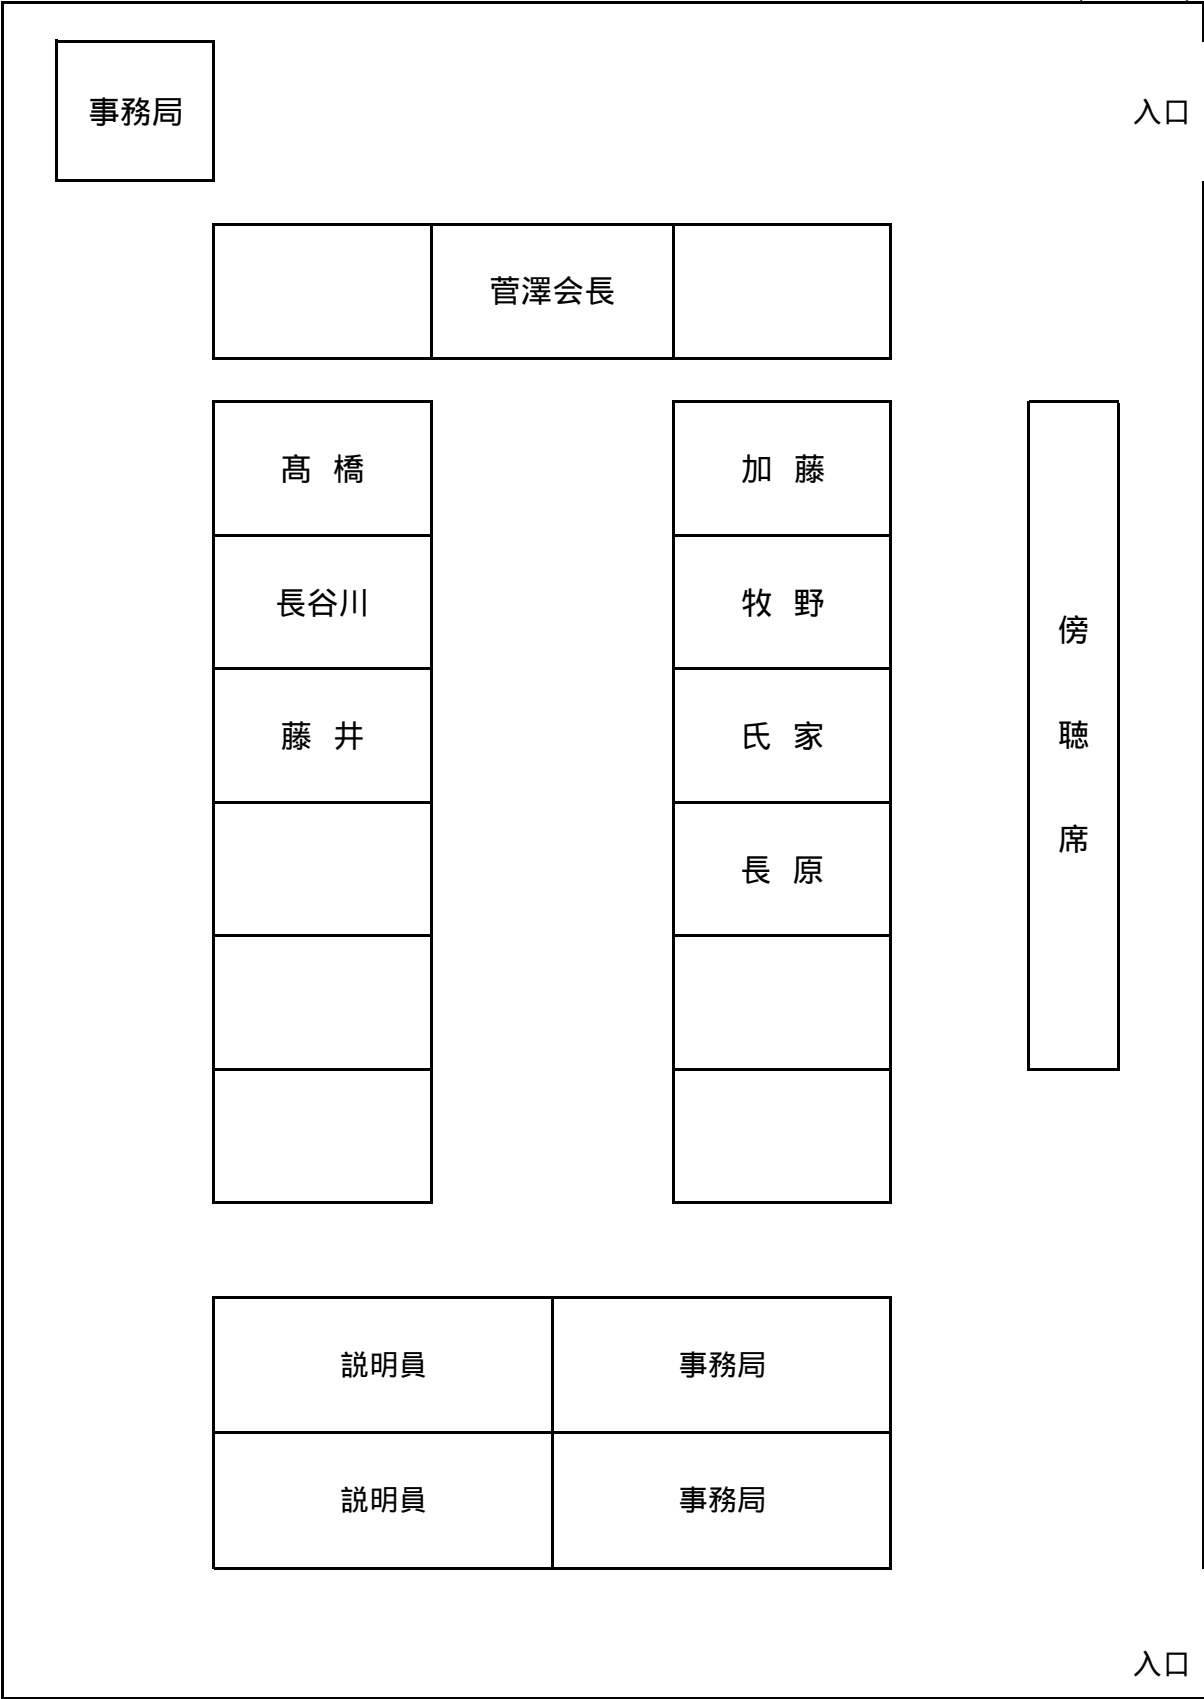 事務局
入口
菅澤会長
髙 橋
加 藤
長谷川
牧 野
藤 井
氏 家
長 原
傍
聴
席
説明員
事務局
説明員
事務局
入口